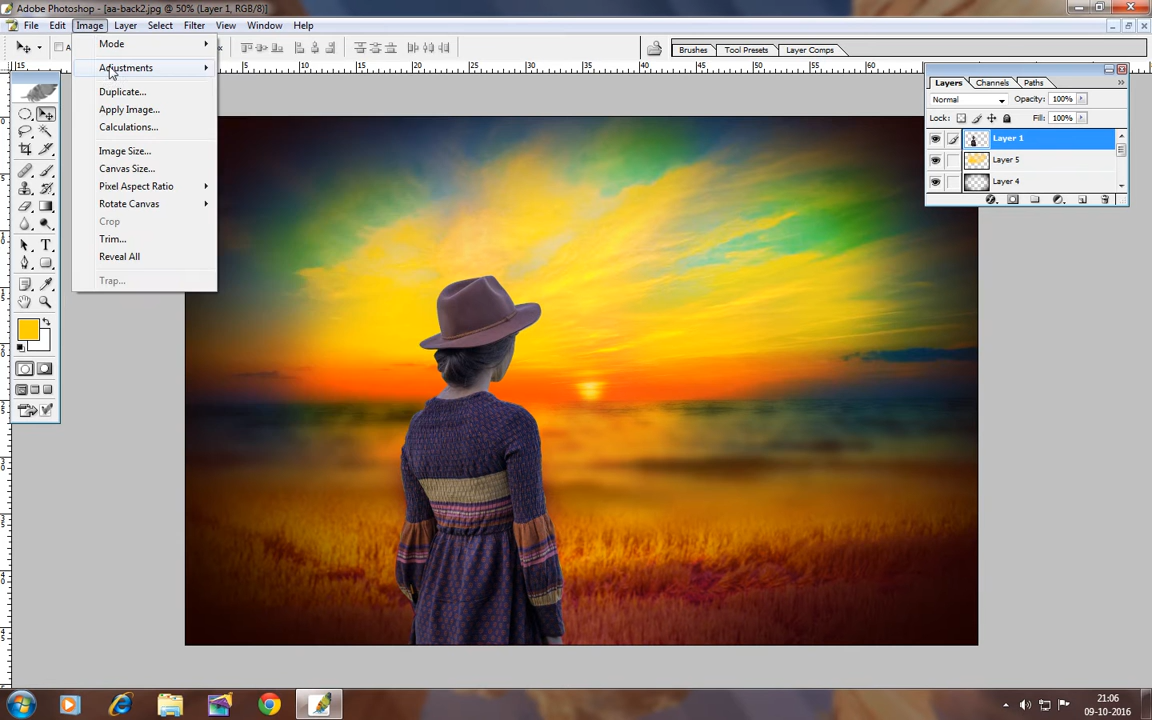 Adobe Photoshop - [aa-back2.jpg @ 50% (Layer 1, RGB/8)]
File Edit Image Layer Select Filter View Window Help
Brushes Tool Presets Layer Comps
Mode
Adjustments
Duplicate...
Apply Image...
Calculations...
Image Size...
Canvas Size...
Pixel Aspect Ratio
Rotate Canvas
Crop
Trim...
Reveal All
Trap...
Layers Channels Paths
Normal Opacity: 100%
Lock: Fill: 100%
Layer 1
Layer 5
Layer 4
21:06
09-10-2016